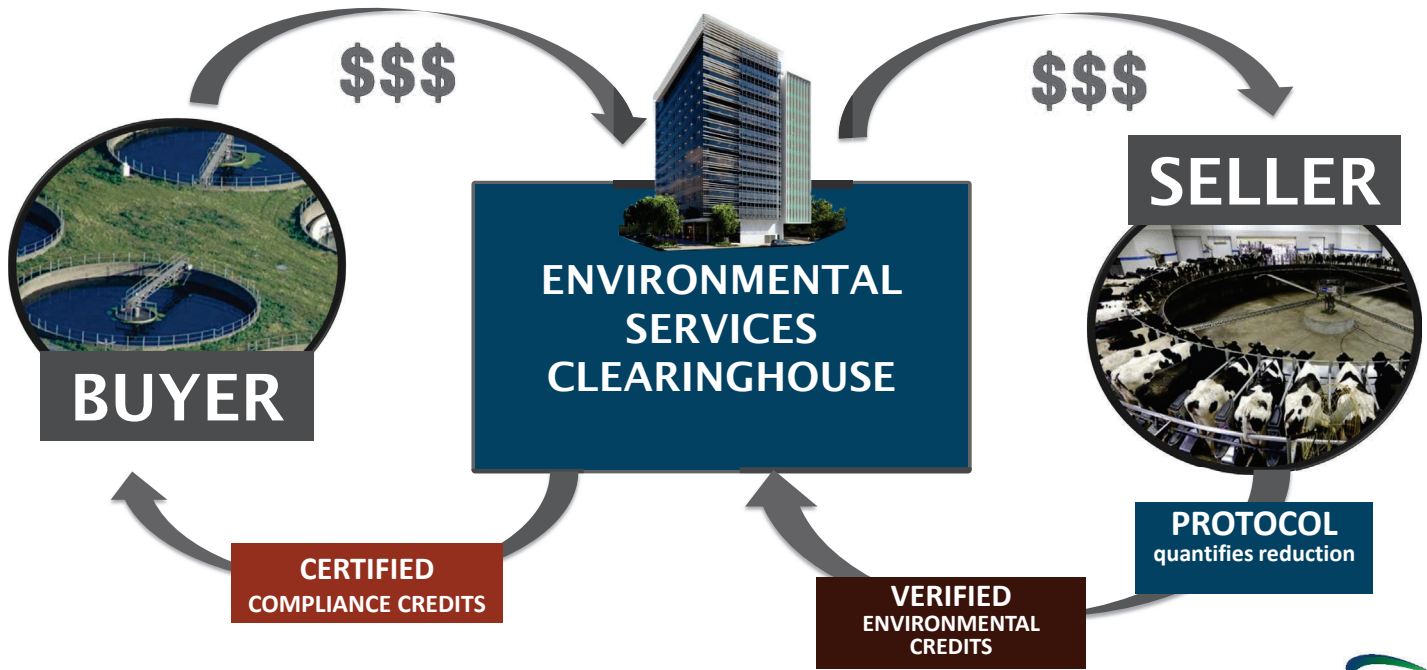 $$$
$$$
BUYER
ENVIRONMENTAL
SERVICES
CLEARINGHOUSE
SELLER
CERTIFIED
COMPLIANCE CREDITS
VERIFIED
ENVIRONMENTAL
CREDITS
PROTOCOL
quantifies reduction